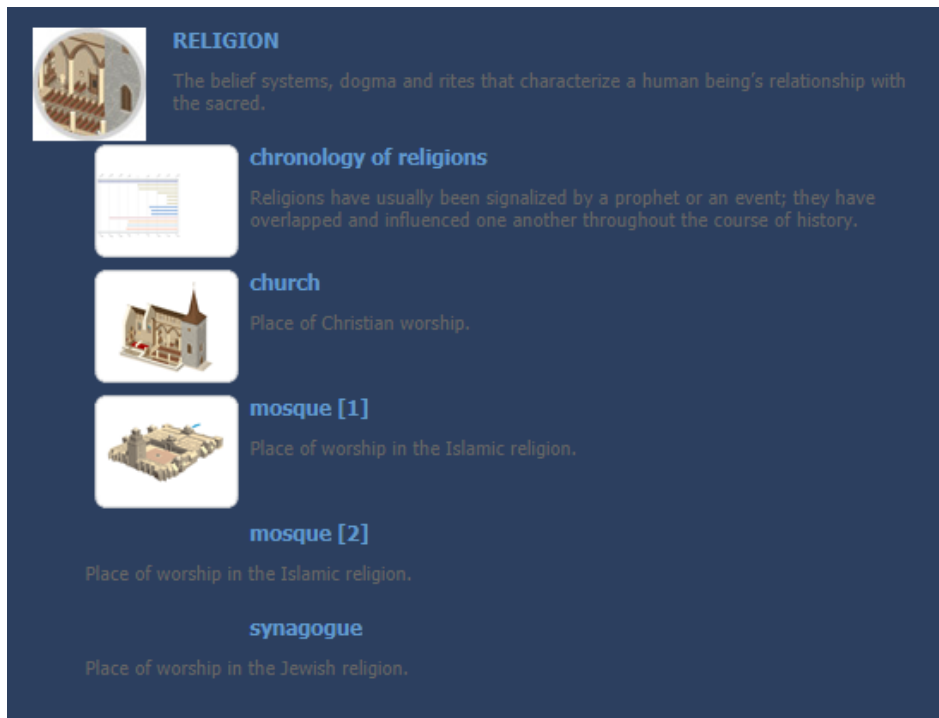 RELIGION
The belief systems, dogma and rites that characterize a human being's relationship with
the sacred.
chronology of religions
Religions have usually been signalized by a prophet or an event; they have
overlapped and influenced one another throughout the course of history.
church
Place of Christian worship.
mosque [1]
Place of worship in the Islamic religion.
mosque [2]
Place of worship in the Islamic religion.
synagogue
Place of worship in the Jewish religion.